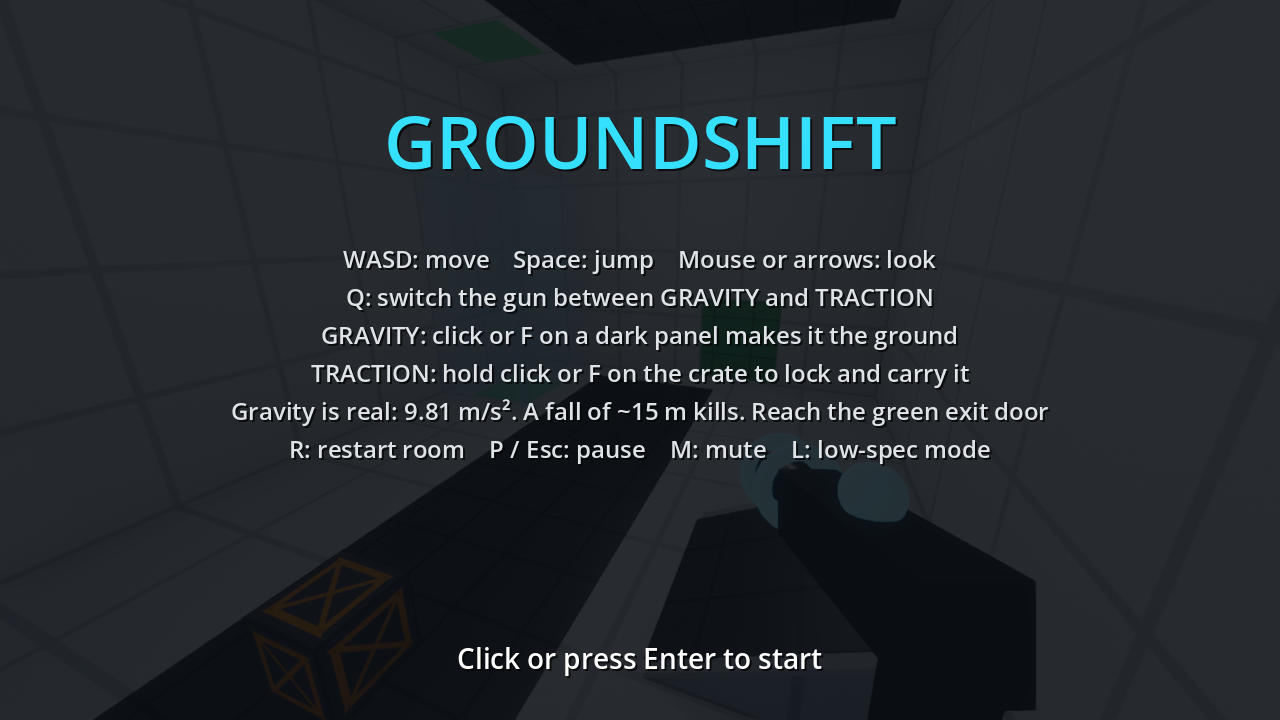 GROUNDSHIFT
WASD: move    Space: jump    Mouse or arrows: look
Q: switch the gun between GRAVITY and TRACTION
GRAVITY: click or F on a dark panel makes it the ground
TRACTION: hold click or F on the crate to lock and carry it
Gravity is real: 9.81 m/s². A fall of ~15 m kills. Reach the green exit door
R: restart room    P / Esc: pause    M: mute    L: low-spec mode
Click or press Enter to start